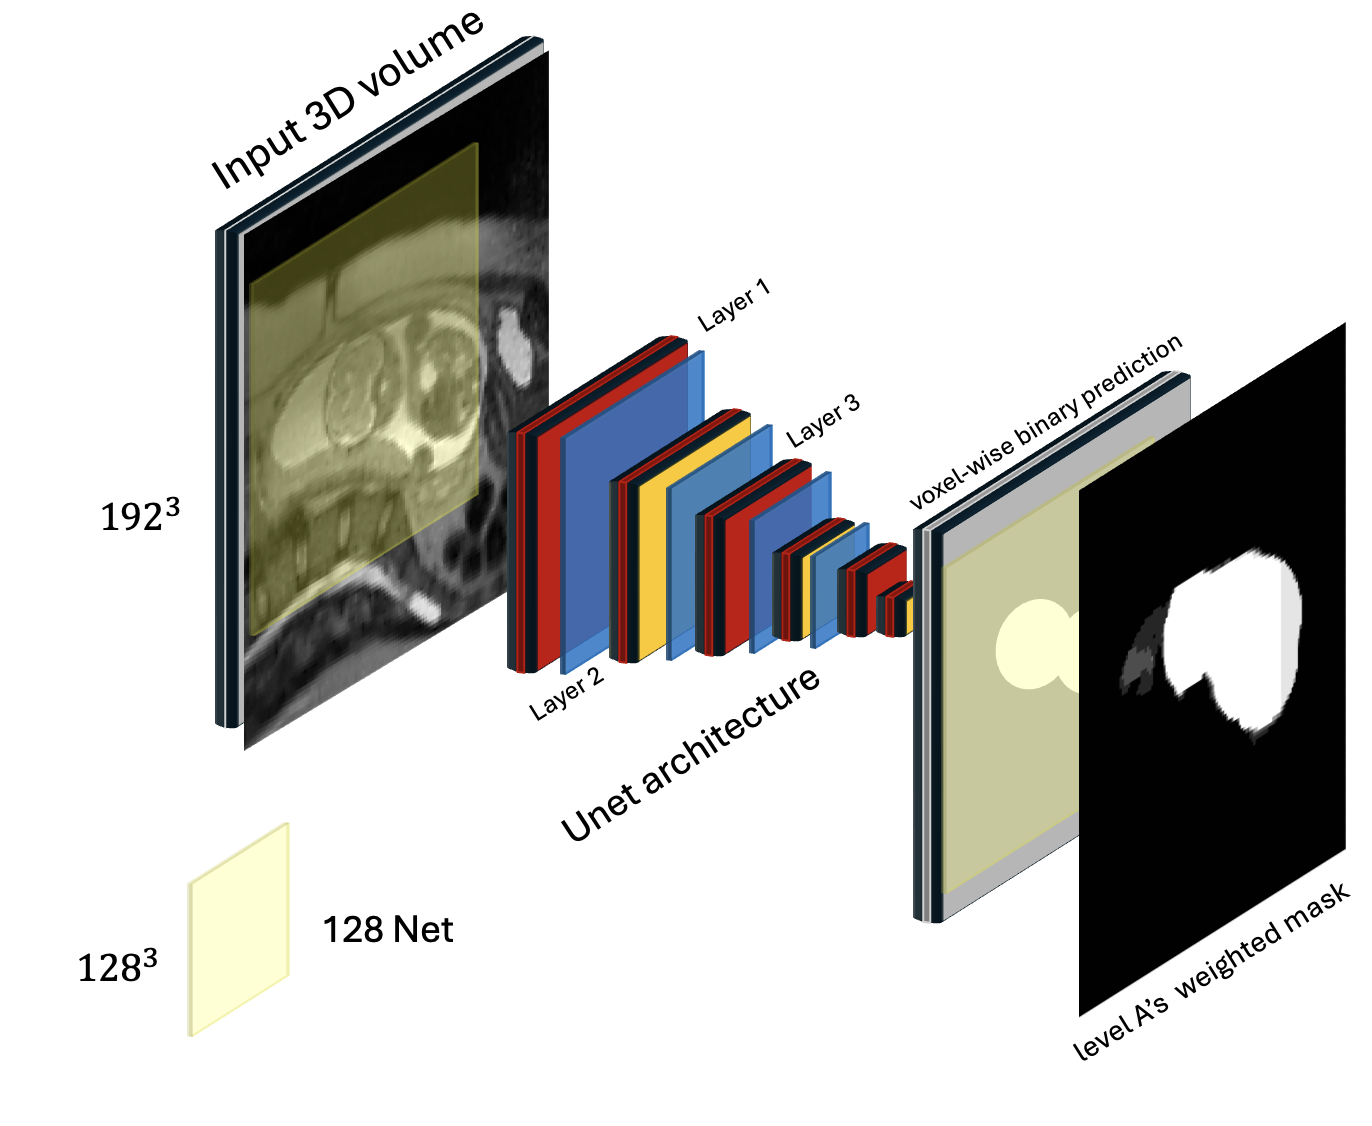 Input 3D volume
Layer 1
Layer 3
voxel-wise binary prediction
192³
Layer 2
Unet architecture
128 Net
128³
level A’s weighted mask